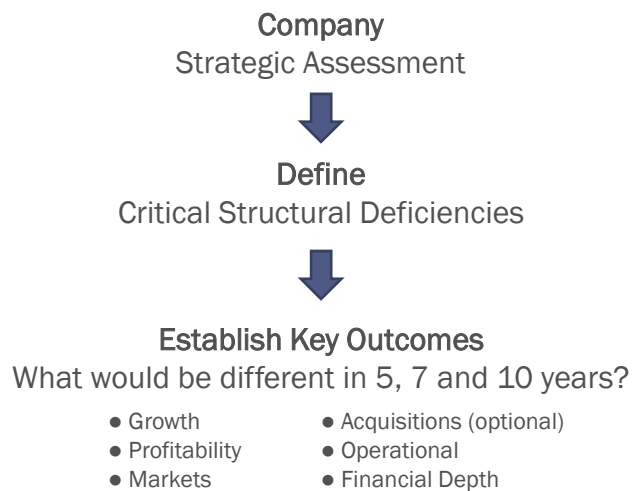 Company
Strategic Assessment
Define
Critical Structural Deficiencies
Establish Key Outcomes
What would be different in 5, 7 and 10 years?
● Growth
● Profitability
● Markets
● Acquisitions (optional)
● Operational
● Financial Depth